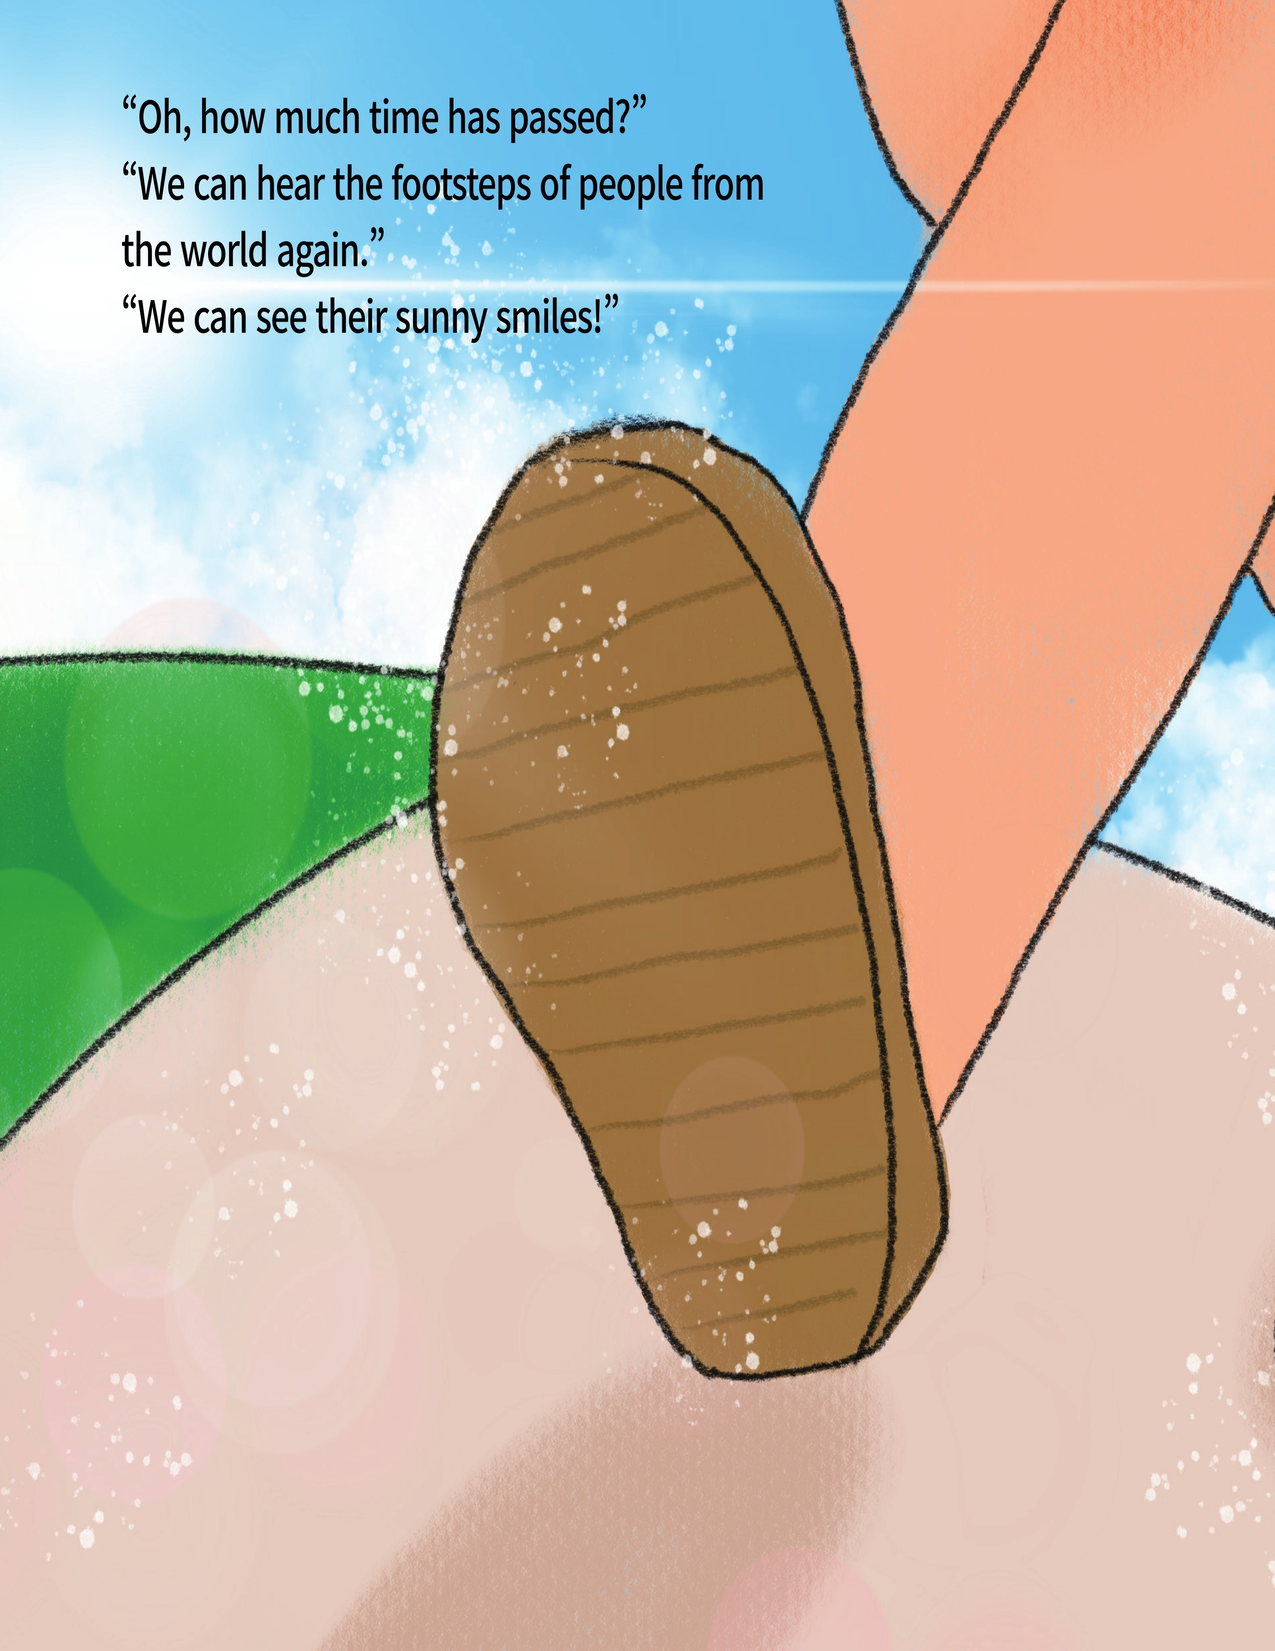 “Oh, how much time has passed?”
“We can hear the footsteps of people from
the world again.”
“We can see their sunny smiles!”